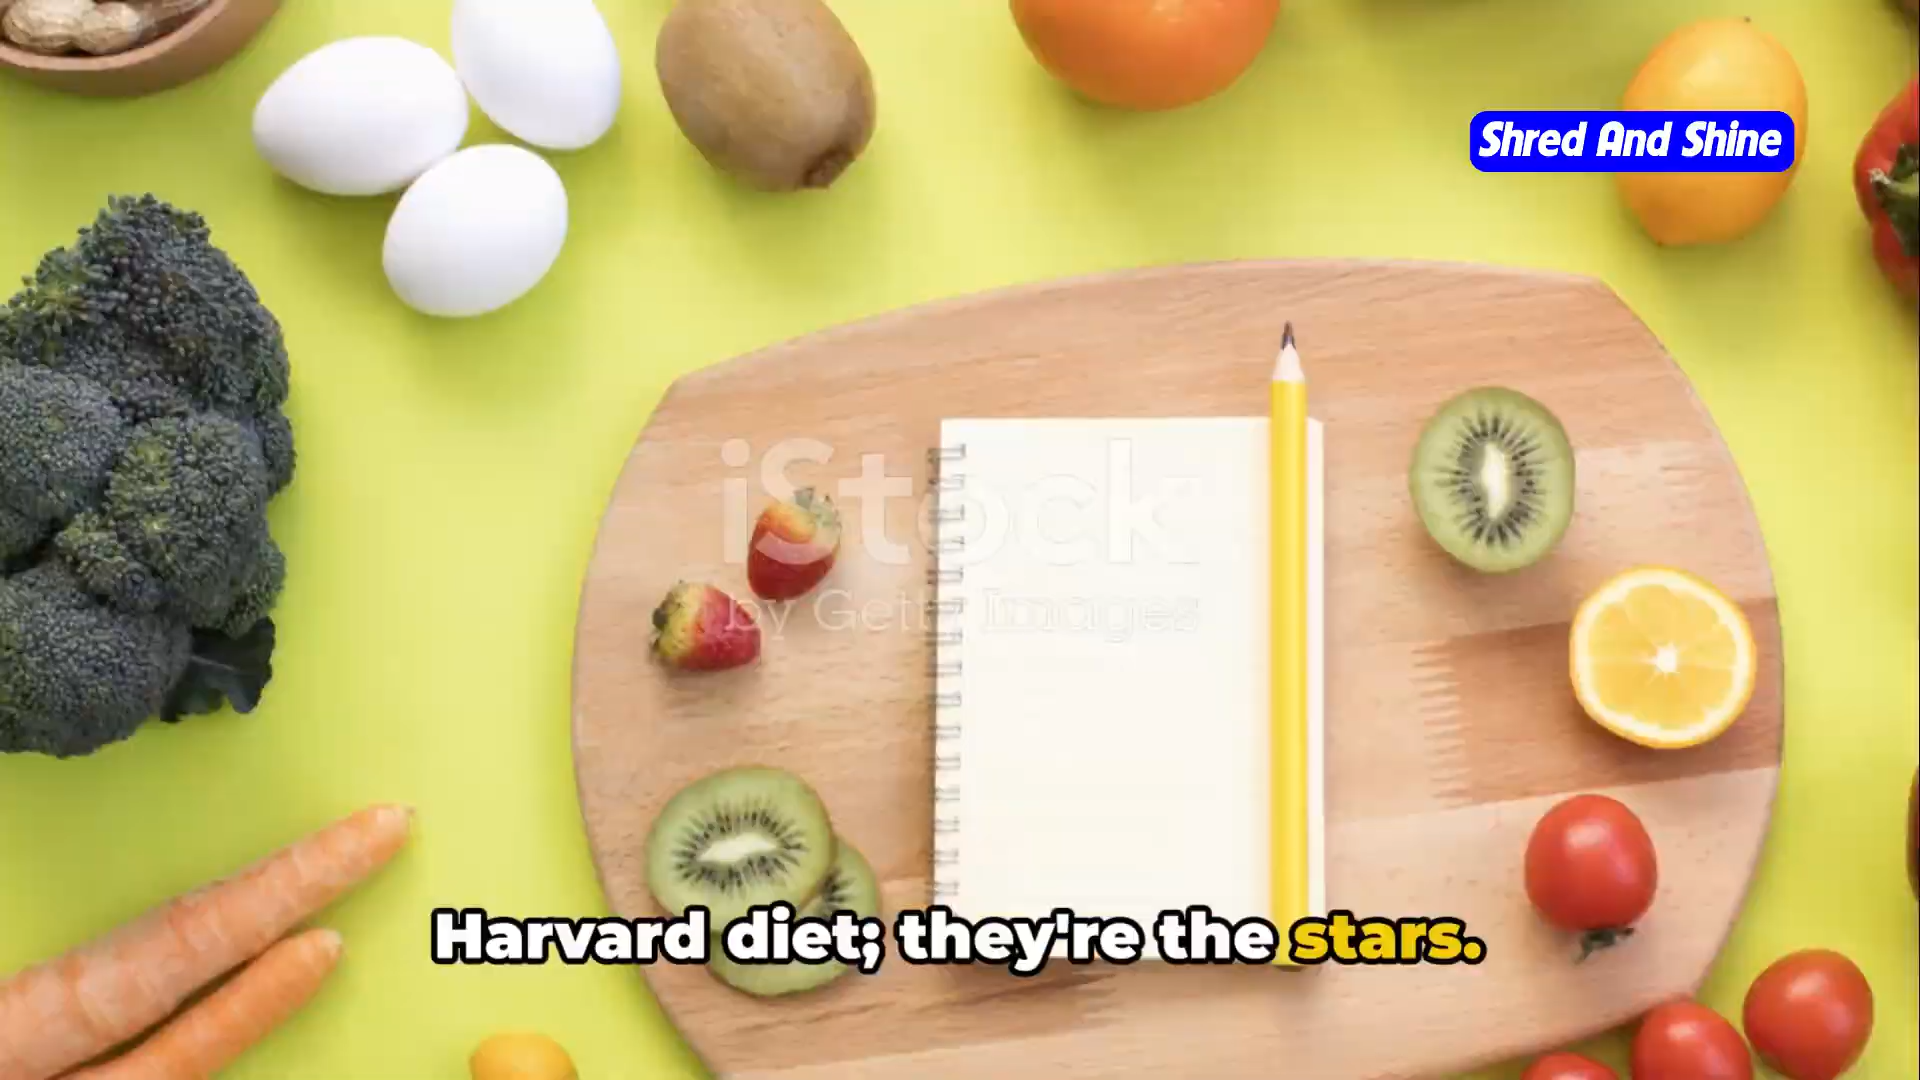 Shred And Shine
iStock
by Getty Images
Harvard diet; they're the stars.